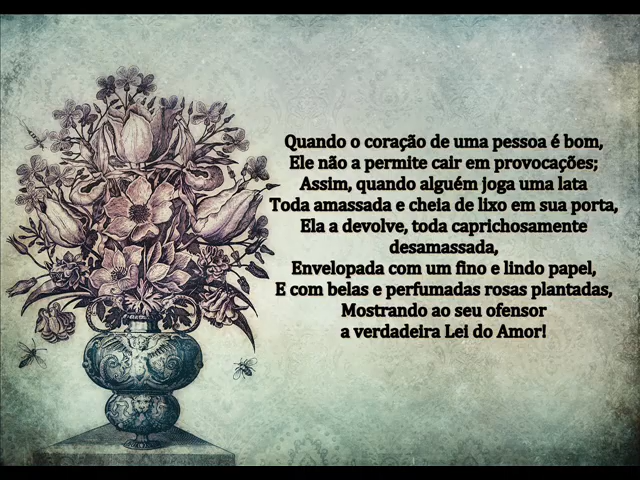 Quando o coração de uma pessoa é bom,
Ele não a permite cair em provocações;
Assim, quando alguém joga uma lata
Toda amassada e cheia de lixo em sua porta,
Ela a devolve, toda caprichosamente
desamassada,
Envelopada com um fino e lindo papel,
E com belas e perfumadas rosas plantadas,
Mostrando ao seu ofensor
a verdadeira Lei do Amor!